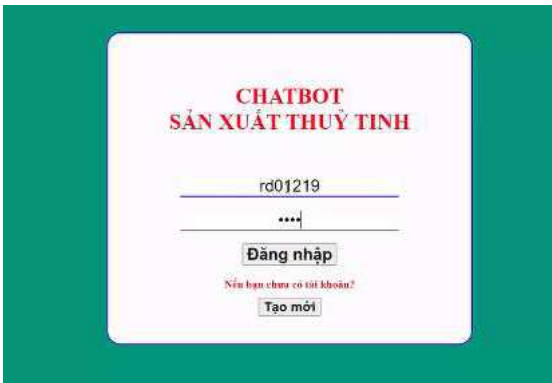 CHATBOT
SẢN XUẤT THUỶ TINH
rd01219
••••
Đăng nhập
Nếu bạn chưa có tài khoản?
Tạo mới